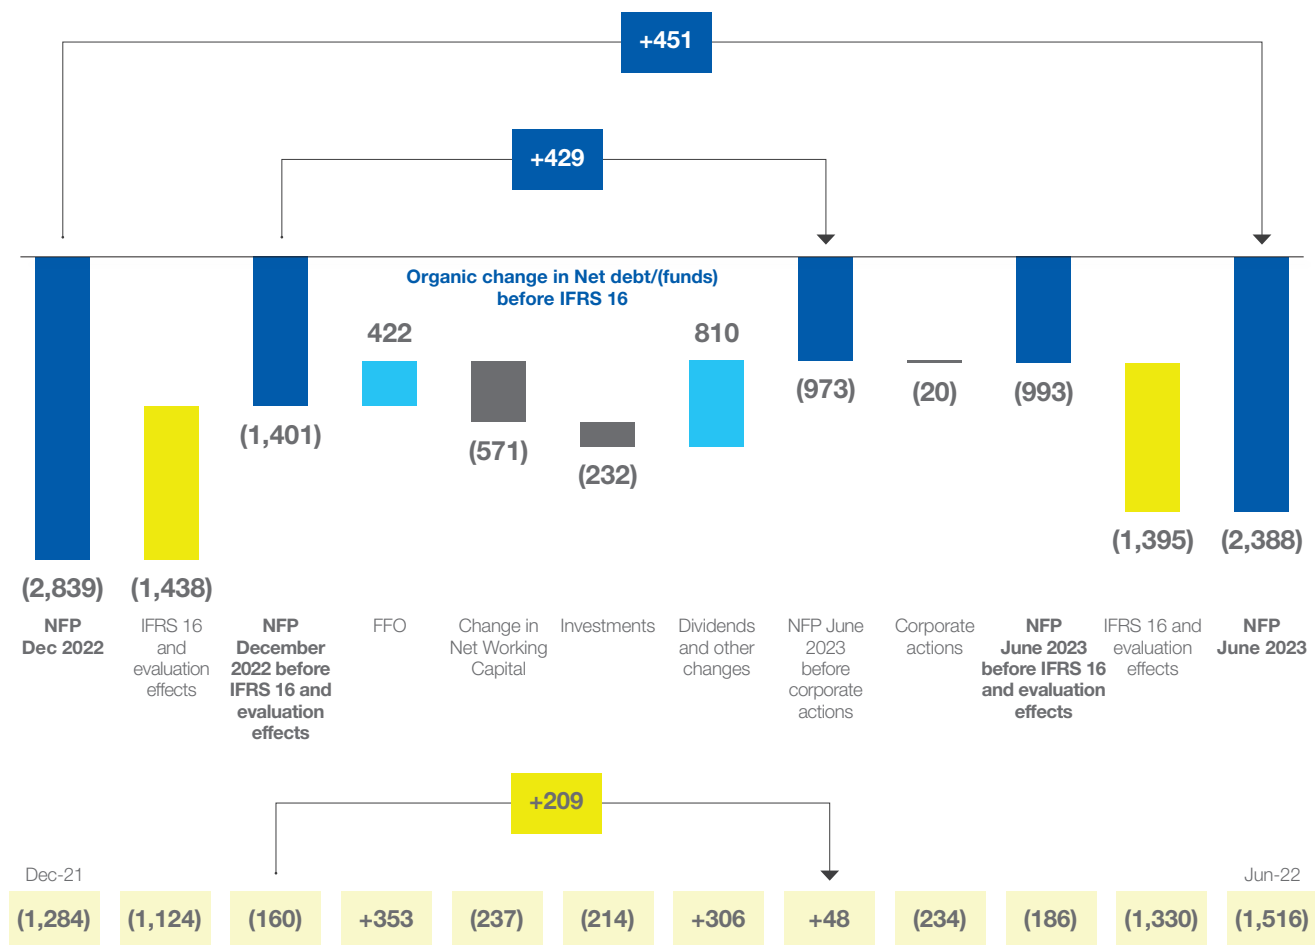 +451
+429
Organic change in Net debt/(funds)
before IFRS 16
422
810
(973)
(20)
(993)
(1,401)
(571)
(232)
(1,395)
(2,388)
(2,839)
(1,438)
NFP
Dec 2022
IFRS 16
and
evaluation
effects
NFP
December
2022 before
IFRS 16 and
evaluation
effects
FFO
Change in
Net Working
Capital
Investments
Dividends
and other
changes
NFP June
2023
before
corporate
actions
Corporate
actions
NFP
June 2023
before IFRS 16
and evaluation
effects
IFRS 16 and
evaluation
effects
NFP
June 2023
+209
Dec-21
Jun-22
(1,284)
(1,124)
(160)
+353
(237)
(214)
+306
+48
(234)
(186)
(1,330)
(1,516)